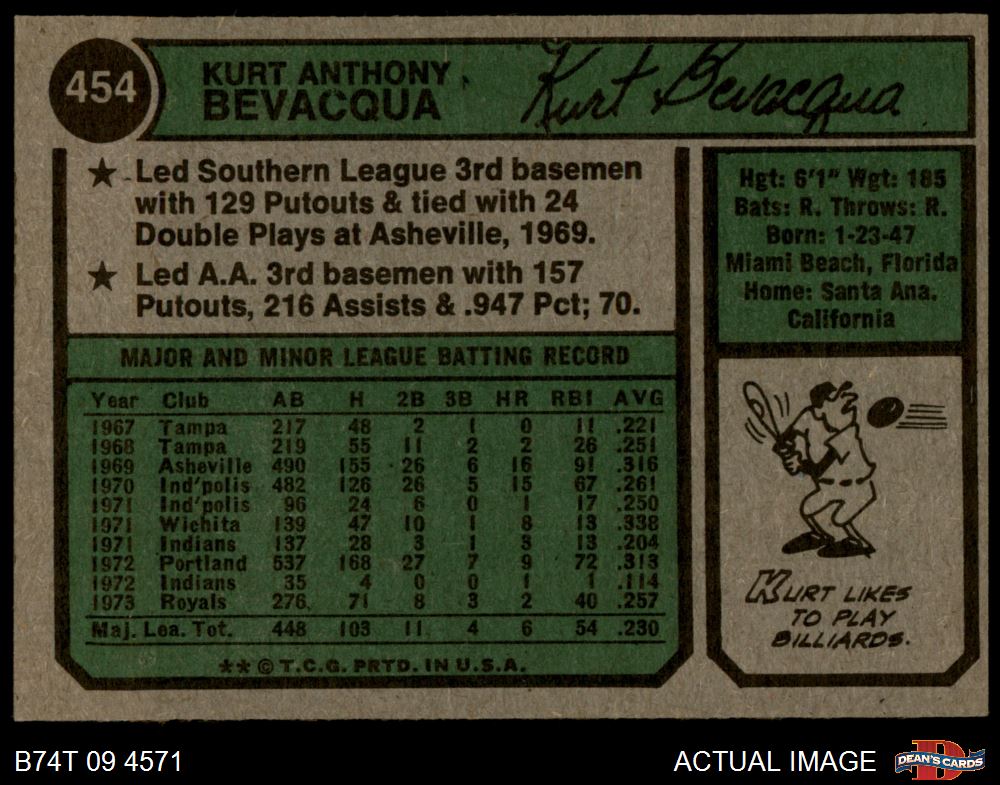 454
KURT ANTHONY
BEVACQUA
Kurt Bevacqua
★ Led Southern League 3rd basemen
with 129 Putouts & tied with 24
Double Plays at Asheville, 1969.
★ Led A.A. 3rd basemen with 157
Putouts, 216 Assists & .947 Pct; 70.
MAJOR AND MINOR LEAGUE BATTING RECORD
Year Club AB H 2B 3B HR RBI AVG
1967 Tampa 217 48 2 1 0 11 .221
1968 Tampa 219 55 11 2 2 26 .251
1969 Asheville 490 155 26 6 16 91 .316
1970 Ind'polis 482 126 26 5 15 67 .261
1971 Ind'polis 96 24 6 0 1 17 .250
1971 Wichita 139 47 10 1 8 13 .338
1971 Indians 137 28 3 1 3 13 .204
1972 Portland 537 168 27 7 9 72 .313
1972 Indians 35 4 0 0 1 1 .114
1973 Royals 276 71 8 3 2 40 .257
Maj. Lea. Tot. 448 103 11 4 6 54 .230
** © T.C.G. PRTD. IN U.S.A.
Hgt: 6'1" Wgt: 185
Bats: R. Throws: R.
Born: 1-23-47
Miami Beach, Florida
Home: Santa Ana.
California
KURT LIKES
TO PLAY
BILLIARDS.
B74T 09 4571
ACTUAL IMAGE
D
DEAN'S CARDS